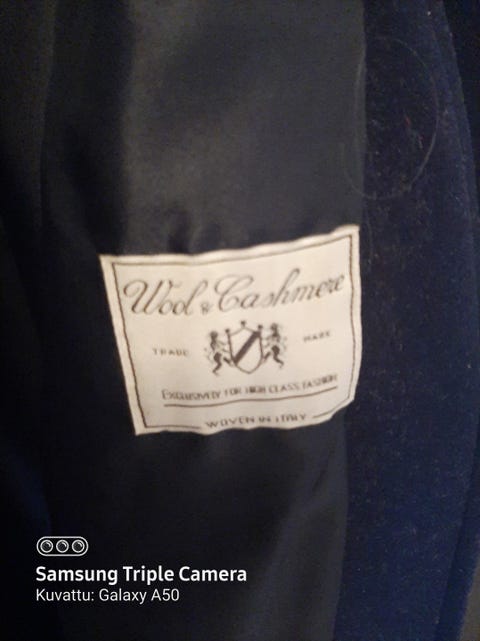 Wool & Cashmere
TRADE MARK
EXCLUSIVELY FOR HIGH CLASS FASHION
WOVEN IN ITALY
Samsung Triple Camera
Kuvattu: Galaxy A50